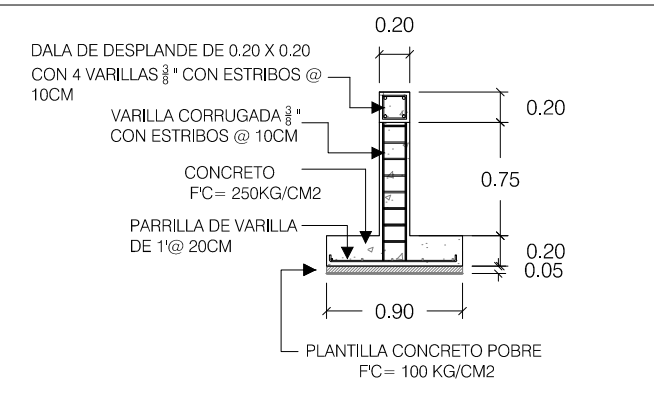 0.20
DALA DE DESPLANDE DE 0.20 X 0.20
CON 4 VARILLAS 3/8 " CON ESTRIBOS @
10CM
VARILLA CORRUGADA 3/8 "
CON ESTRIBOS @ 10CM
CONCRETO
F'C= 250KG/CM2
PARRILLA DE VARILLA
DE 1'@ 20CM
0.20
0.75
0.20
0.05
0.90
PLANTILLA CONCRETO POBRE
F'C= 100 KG/CM2